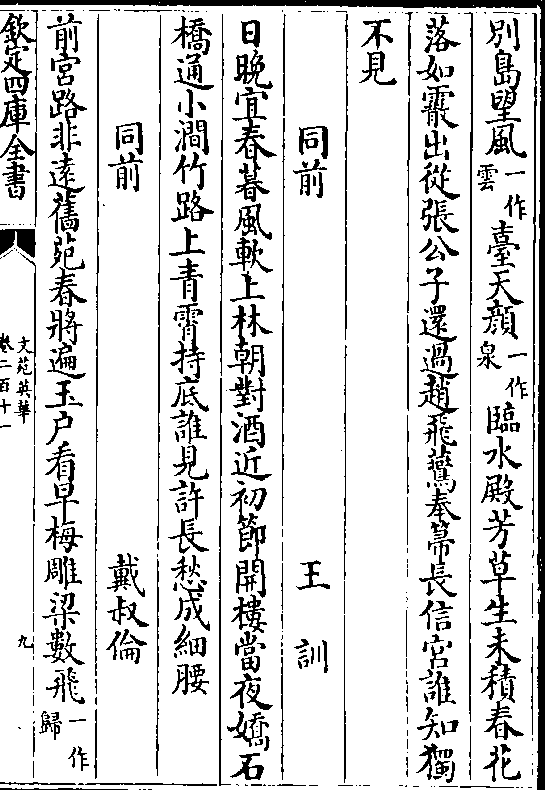 別島望風一作雲臺天顔一作泉臨水殿芳草生未積春花
落如霰出從張公子還過趙飛鷰奉箒長信宮誰知獨
不見
同前 王訓
日晚宜春暮風軟上林朝對酒近初節開樓當夜嬌石
橋通小澗竹路上青霄持底誰見許長愁成細腰
同前 戴叔倫
前宮路非逺舊苑春將遍玉户看早梅雕梁數飛一作歸
欽定四庫全書
文苑英華
卷二百十一
九